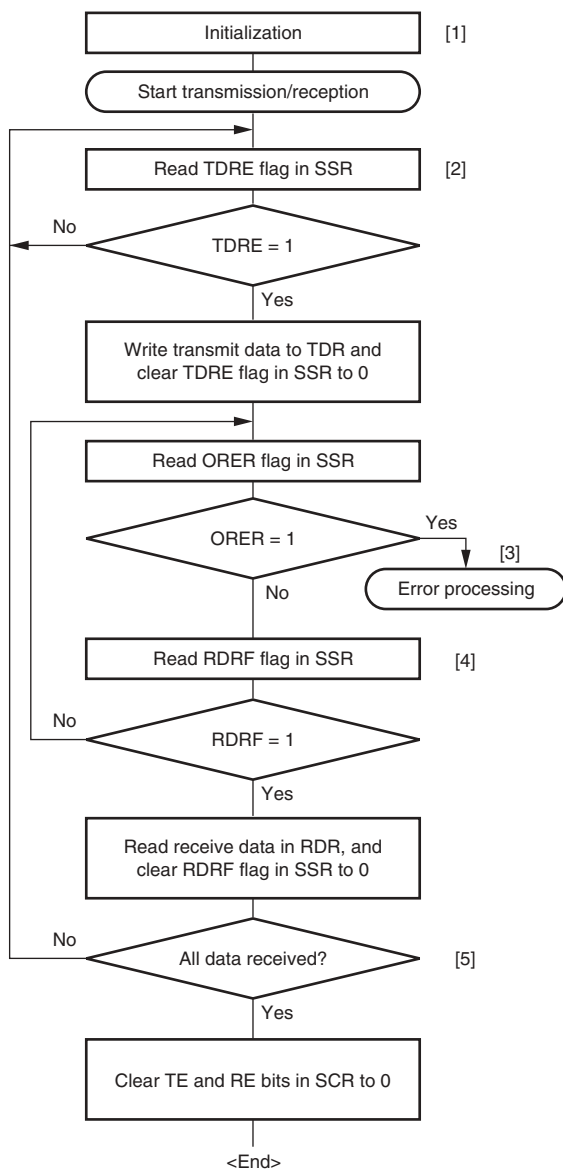 Initialization
[1]
Start transmission/reception
Read TDRE flag in SSR
[2]
No
TDRE = 1
Yes
Write transmit data to TDR and
clear TDRE flag in SSR to 0
Read ORER flag in SSR
ORER = 1
Yes
[3]
Error processing
No
Read RDRF flag in SSR
[4]
No
RDRF = 1
Yes
Read receive data in RDR, and
clear RDRF flag in SSR to 0
No
All data received?
[5]
Yes
Clear TE and RE bits in SCR to 0
<End>